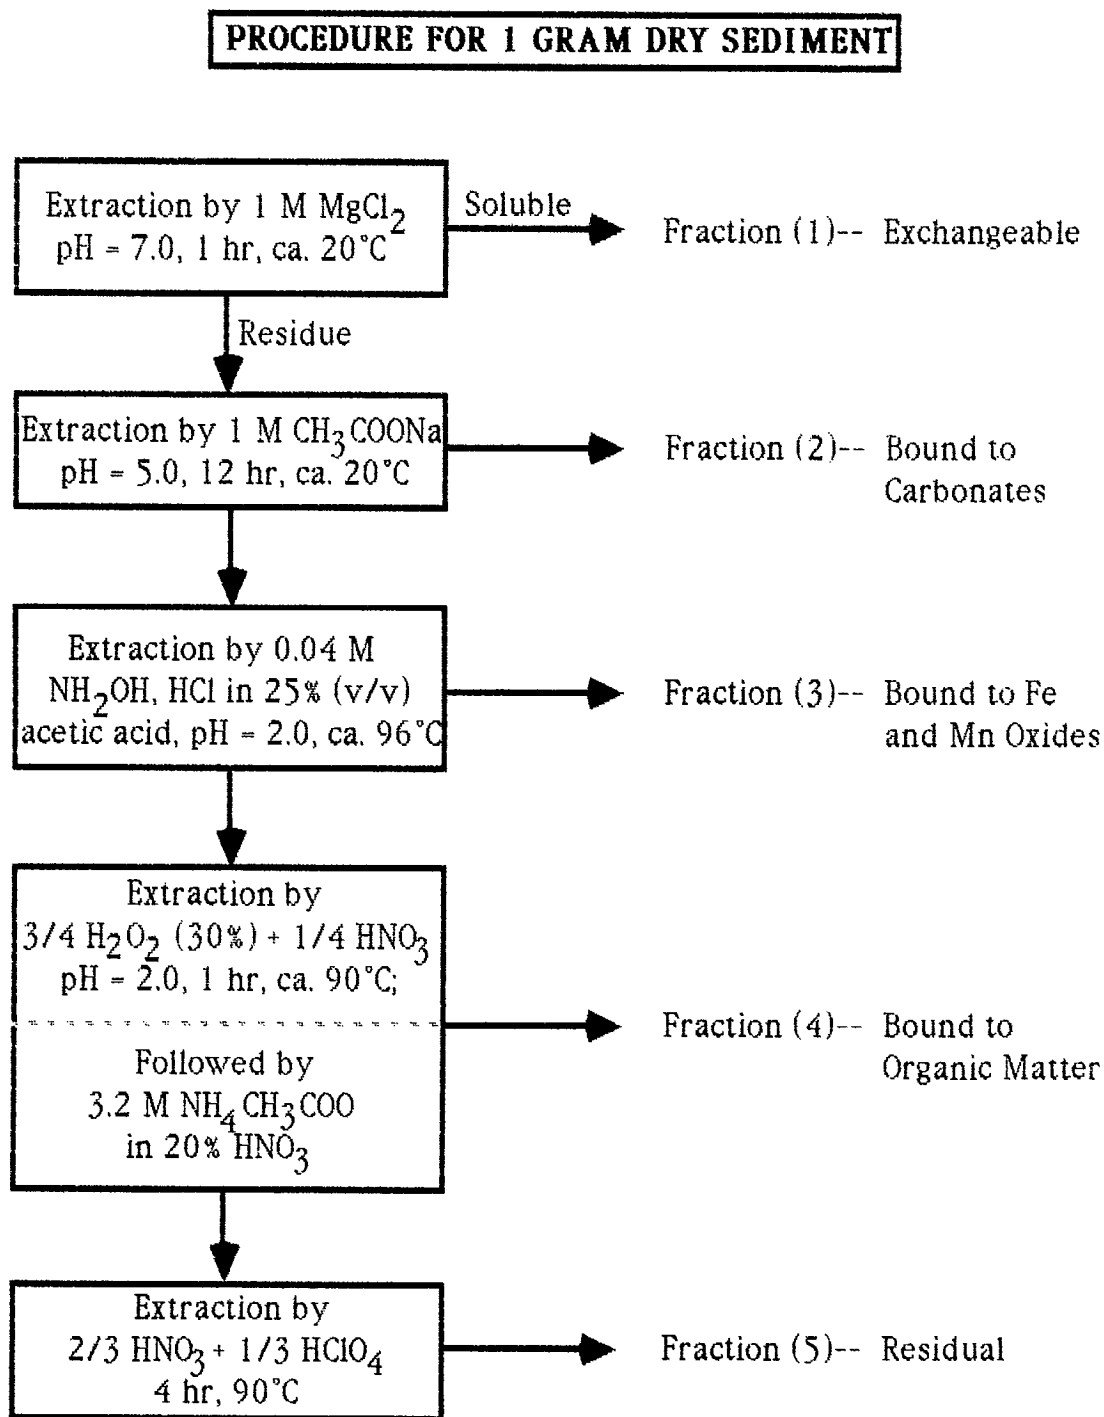 PROCEDURE FOR 1 GRAM DRY SEDIMENT
Extraction by 1 M MgCl2
pH = 7.0, 1 hr, ca. 20°C
Soluble
Fraction (1)-- Exchangeable
Residue
Extraction by 1 M CH3COONa
pH = 5.0, 12 hr, ca. 20°C
Fraction (2)-- Bound to
Carbonates
Extraction by 0.04 M
NH2OH, HCl in 25% (v/v)
acetic acid, pH = 2.0, ca. 96°C
Fraction (3)-- Bound to Fe
and Mn Oxides
Extraction by
3/4 H2O2 (30%) + 1/4 HNO3
pH = 2.0, 1 hr, ca. 90°C;
Followed by
3.2 M NH4CH3COO
in 20% HNO3
Fraction (4)-- Bound to
Organic Matter
Extraction by
2/3 HNO3 + 1/3 HClO4
4 hr, 90°C
Fraction (5)-- Residual